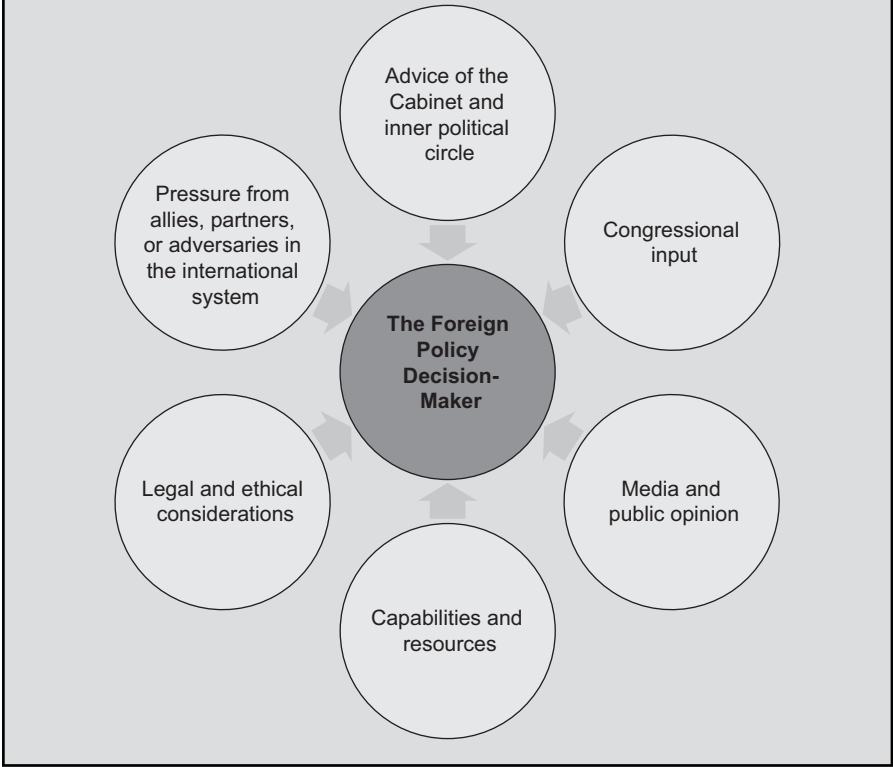 Advice of the
Cabinet and
inner political
circle
Pressure from
allies, partners,
or adversaries in
the international
system
Congressional
input
The Foreign
Policy
Decision-
Maker
Legal and ethical
considerations
Media and
public opinion
Capabilities and
resources